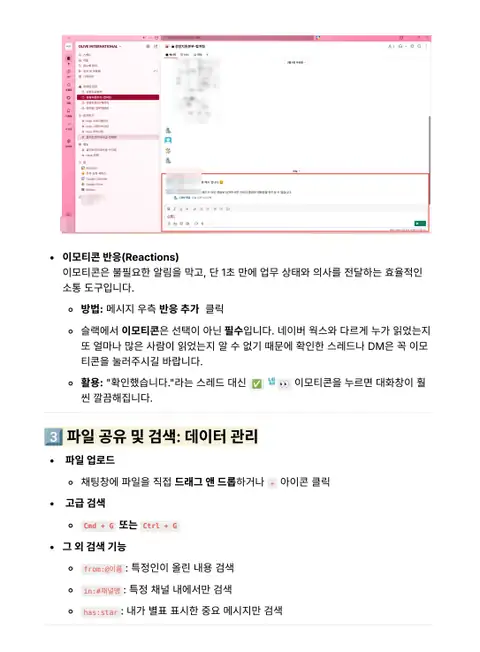 OLIVE INTERNATIONAL
이모티콘 반응(Reactions)
이모티콘은 불필요한 알림을 막고, 단 1초 만에 업무 상태와 의사를 전달하는 효율적인
소통 도구입니다.
방법: 메시지 우측 반응 추가 클릭
슬랙에서 이모티콘은 선택이 아닌 필수입니다. 네이버 웍스와 다르게 누가 읽었는지
또 얼마나 많은 사람이 읽었는지 알 수 없기 때문에 확인한 스레드나 DM은 꼭 이모
티콘을 눌러주시길 바랍니다.
활용: "확인했습니다."라는 스레드 대신 ✅ 넵 👀 이모티콘을 누르면 대화창이 훨
씬 깔끔해집니다.
3 파일 공유 및 검색: 데이터 관리
파일 업로드
채팅창에 파일을 직접 드래그 앤 드롭하거나 + 아이콘 클릭
고급 검색
Cmd + G 또는 Ctrl + G
그 외 검색 기능
from:@이름 : 특정인이 올린 내용 검색
in:#채널명 : 특정 채널 내에서만 검색
has:star : 내가 별표 표시한 중요 메시지만 검색